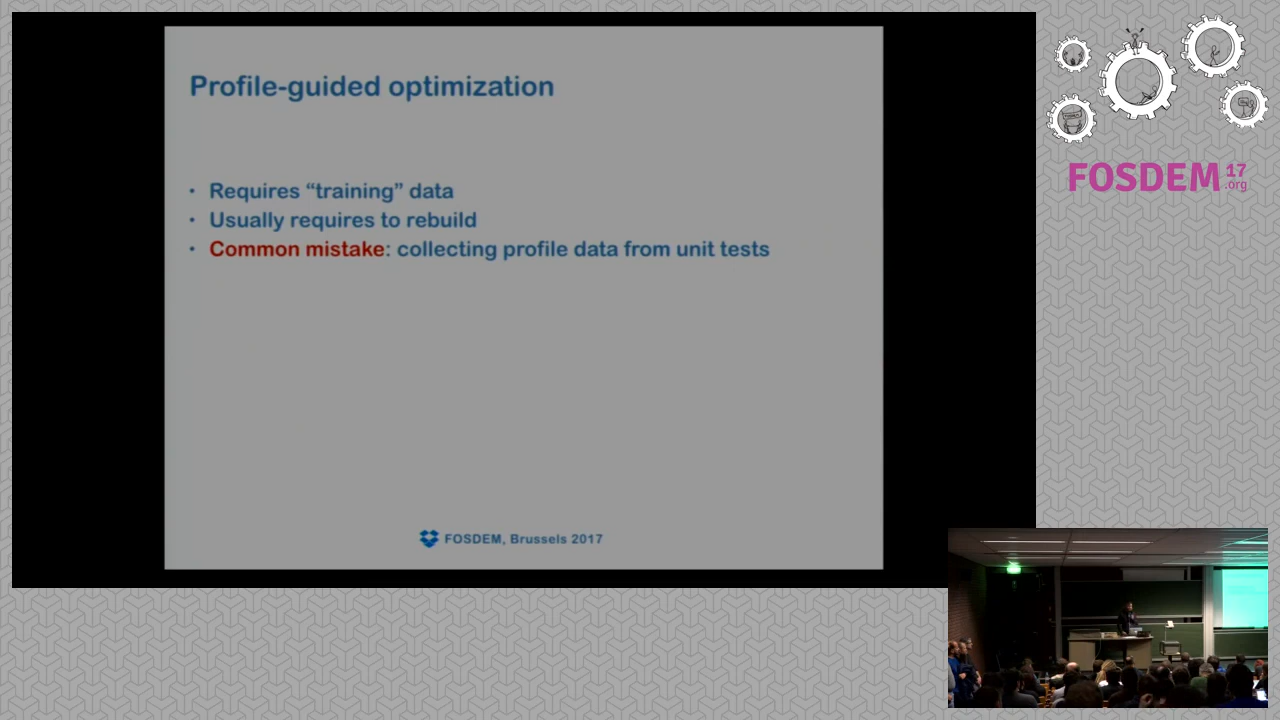 Profile-guided optimization
• Requires “training” data
• Usually requires to rebuild
• Common mistake: collecting profile data from unit tests
FOSDEM, Brussels 2017
FOSDEM 17
.org